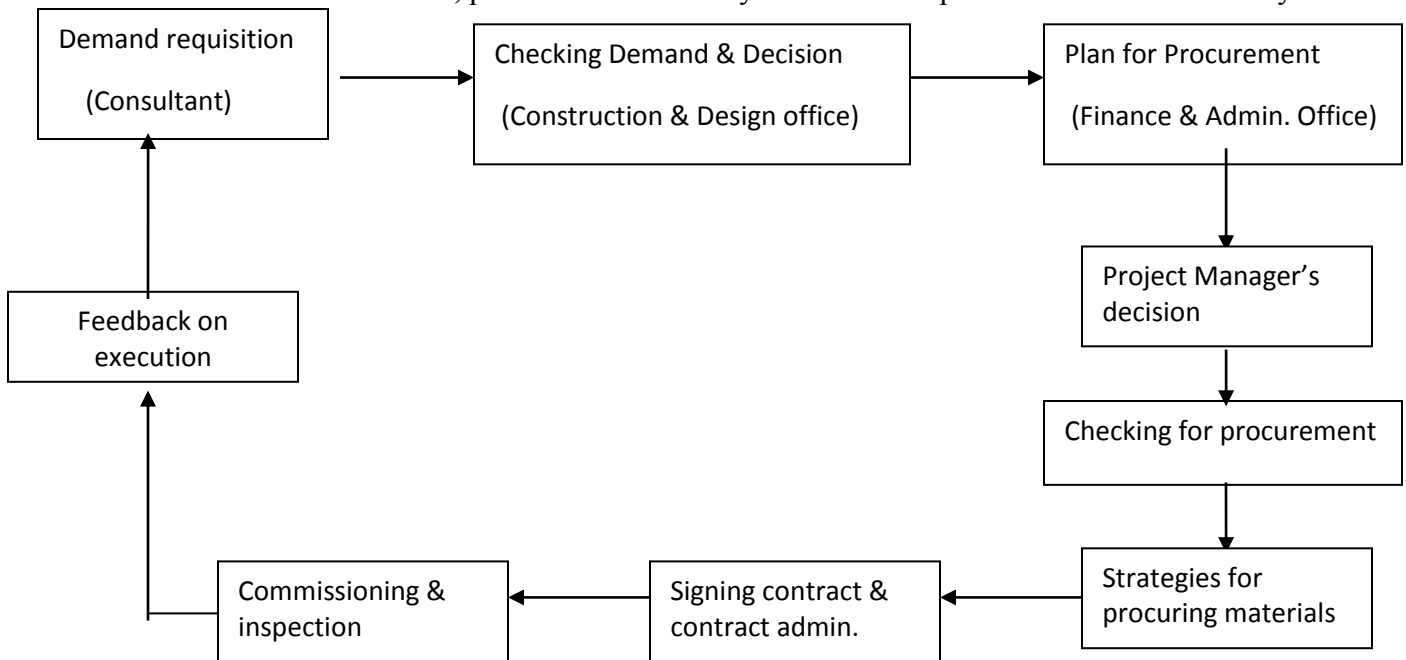 Demand requisition
(Consultant)
Checking Demand & Decision
(Construction & Design office)
Plan for Procurement
(Finance & Admin. Office)
Project Manager’s
decision
Feedback on
execution
Checking for procurement
Strategies for
procuring materials
Signing contract &
contract admin.
Commissioning &
inspection